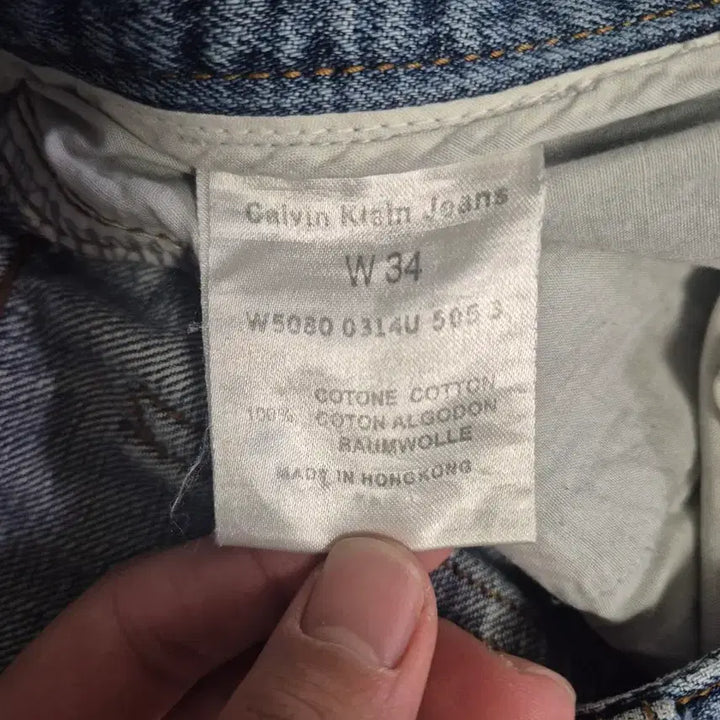 Calvin Klein Jeans
W 34
W5080 0314U 505 3
COTONE COTTON
100% COTON ALGODON
BAUMWOLLE
MADE IN HONGKONG